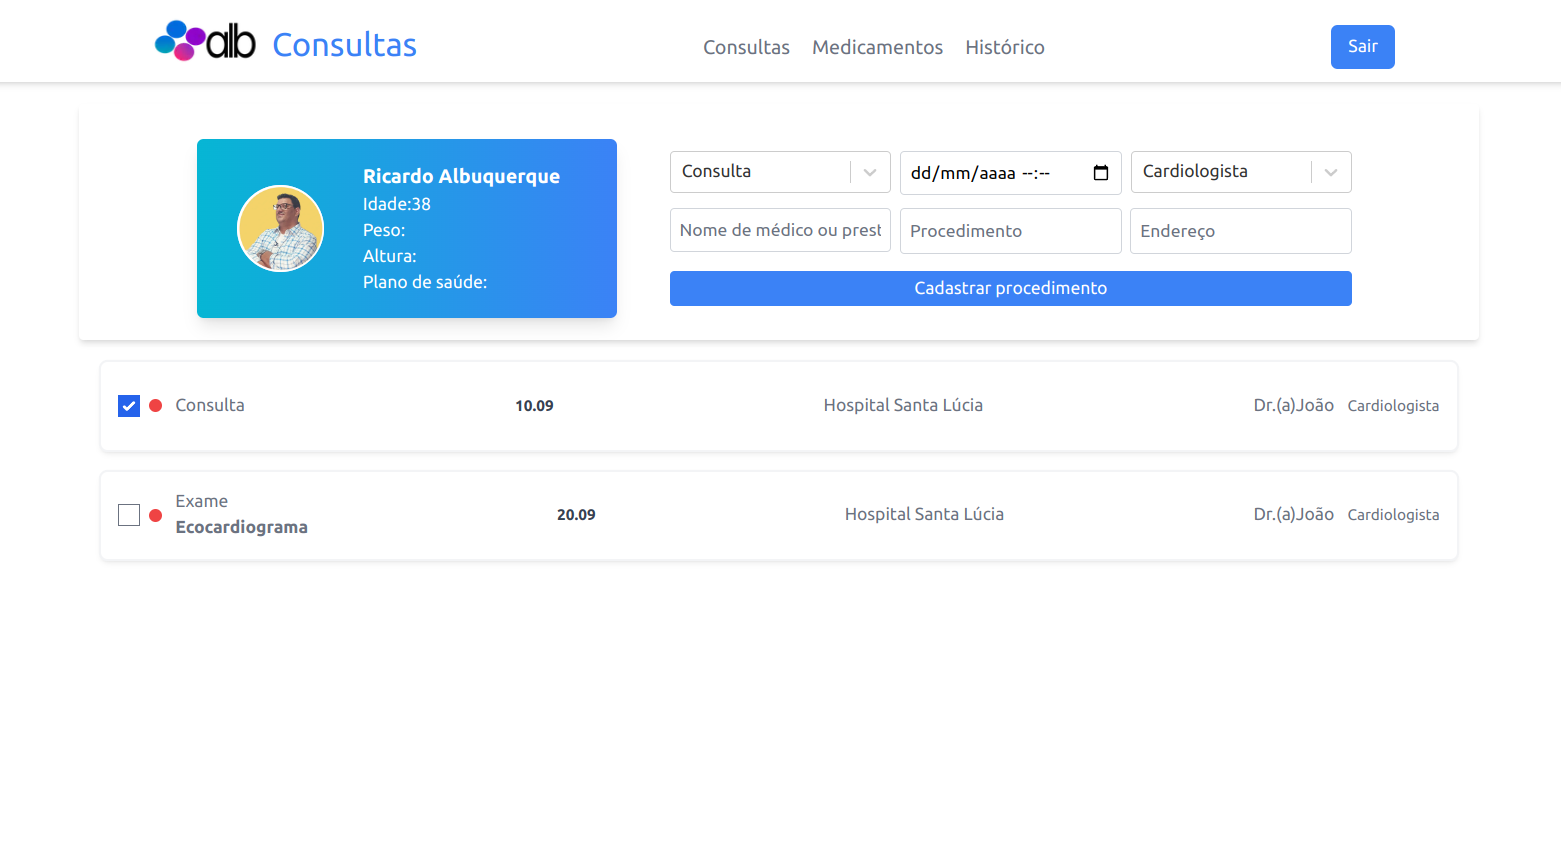 alb Consultas
Consultas Medicamentos Histórico
Sair
Ricardo Albuquerque
Idade:38
Peso:
Altura:
Plano de saúde:
Consulta
dd/mm/aaaa --:--
Cardiologista
Nome de médico ou prest
Procedimento
Endereço
Cadastrar procedimento
Consulta 10.09 Hospital Santa Lúcia Dr.(a)João Cardiologista
Exame
Ecocardiograma
20.09 Hospital Santa Lúcia Dr.(a)João Cardiologista